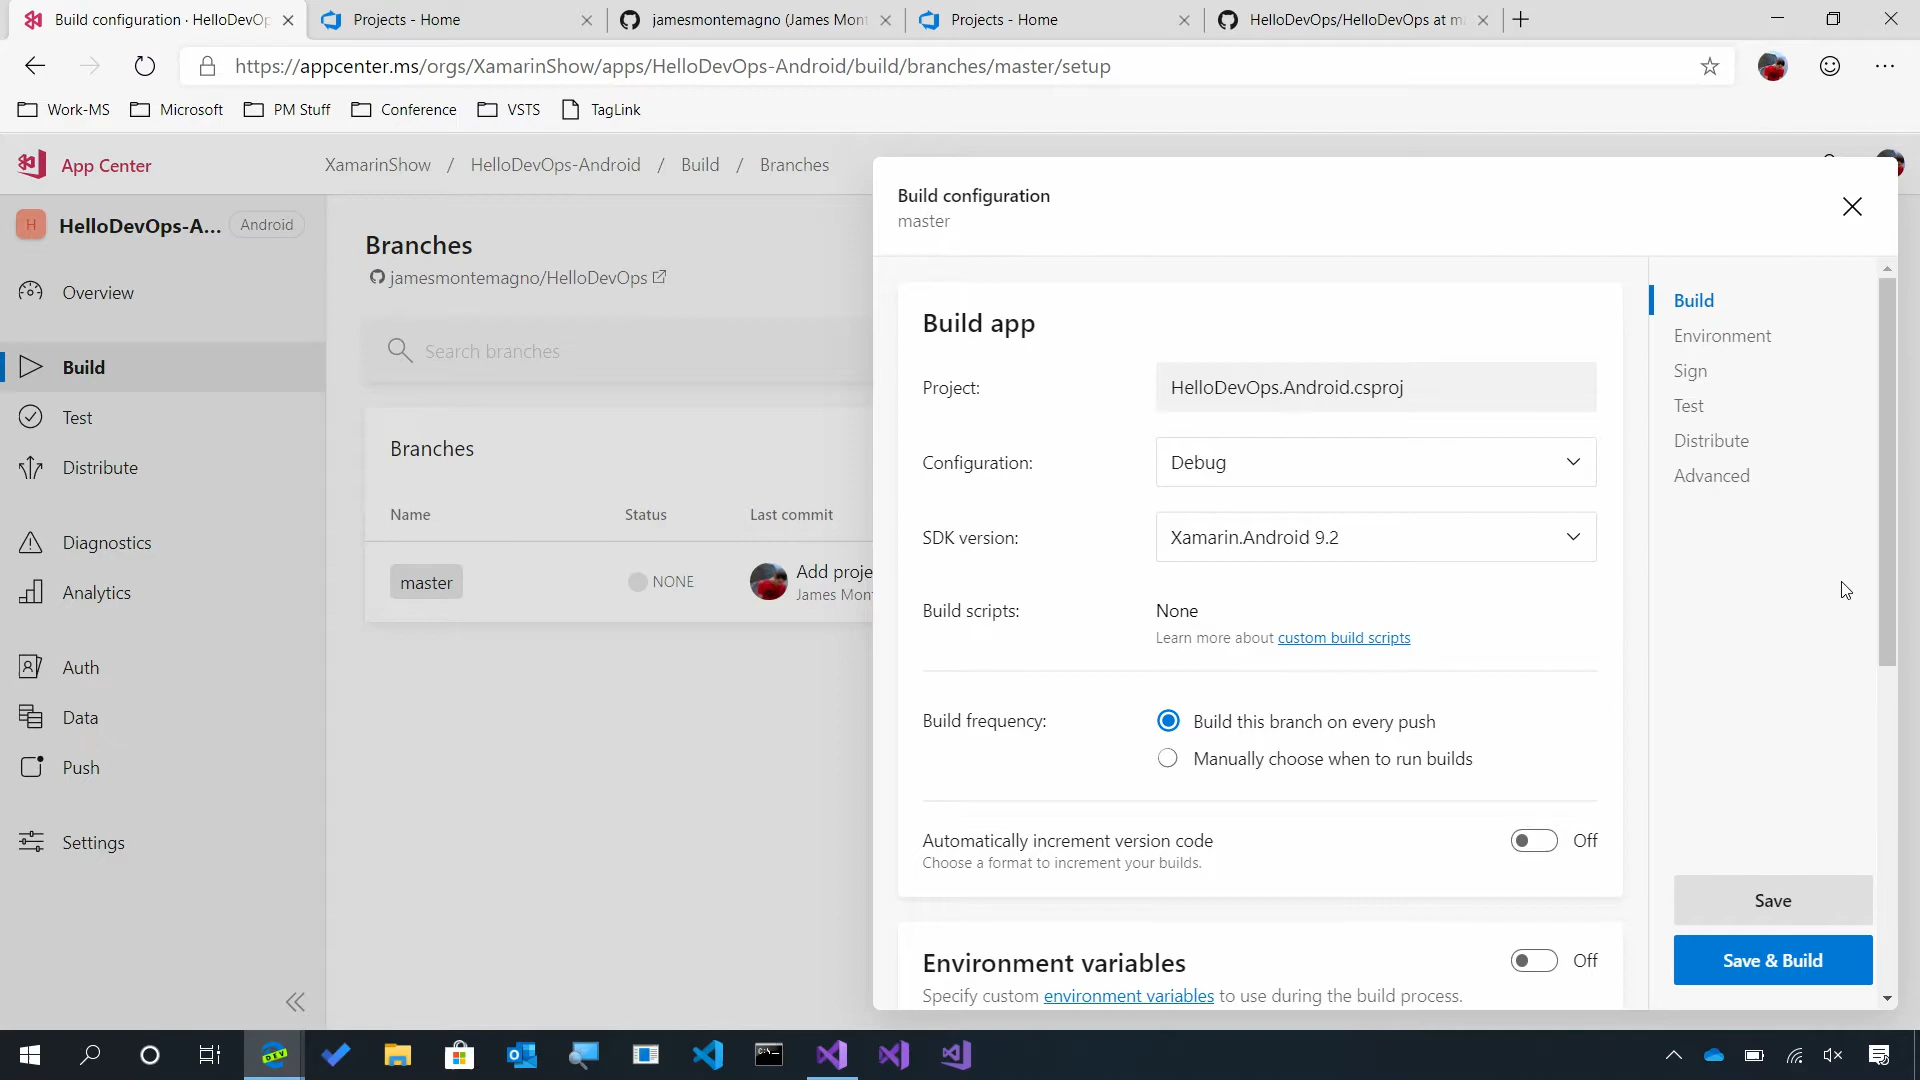 Build configuration · HelloDevOp
Projects - Home
jamesmontemagno (James Mont
Projects - Home
HelloDevOps/HelloDevOps at ma
https://appcenter.ms/orgs/XamarinShow/apps/HelloDevOps-Android/build/branches/master/setup
Work-MS
Microsoft
PM Stuff
Conference
VSTS
TagLink
App Center
XamarinShow / HelloDevOps-Android / Build / Branches
H
HelloDevOps-A...
Android
Overview
Build
Test
Distribute
Diagnostics
Analytics
Auth
Data
Push
Settings
Branches
jamesmontemagno/HelloDevOps
Search branches
Branches
Name Status Last commit
master
NONE
Add proje
James Mon
Build configuration
master
Build app
Project: HelloDevOps.Android.csproj
Configuration: Debug
SDK version: Xamarin.Android 9.2
Build scripts: None
Learn more about custom build scripts
Build frequency: Build this branch on every push
Manually choose when to run builds
Automatically increment version code Off
Choose a format to increment your builds.
Environment variables Off
Specify custom environment variables to use during the build process.
Build
Environment
Sign
Test
Distribute
Advanced
Save
Save & Build
DEV